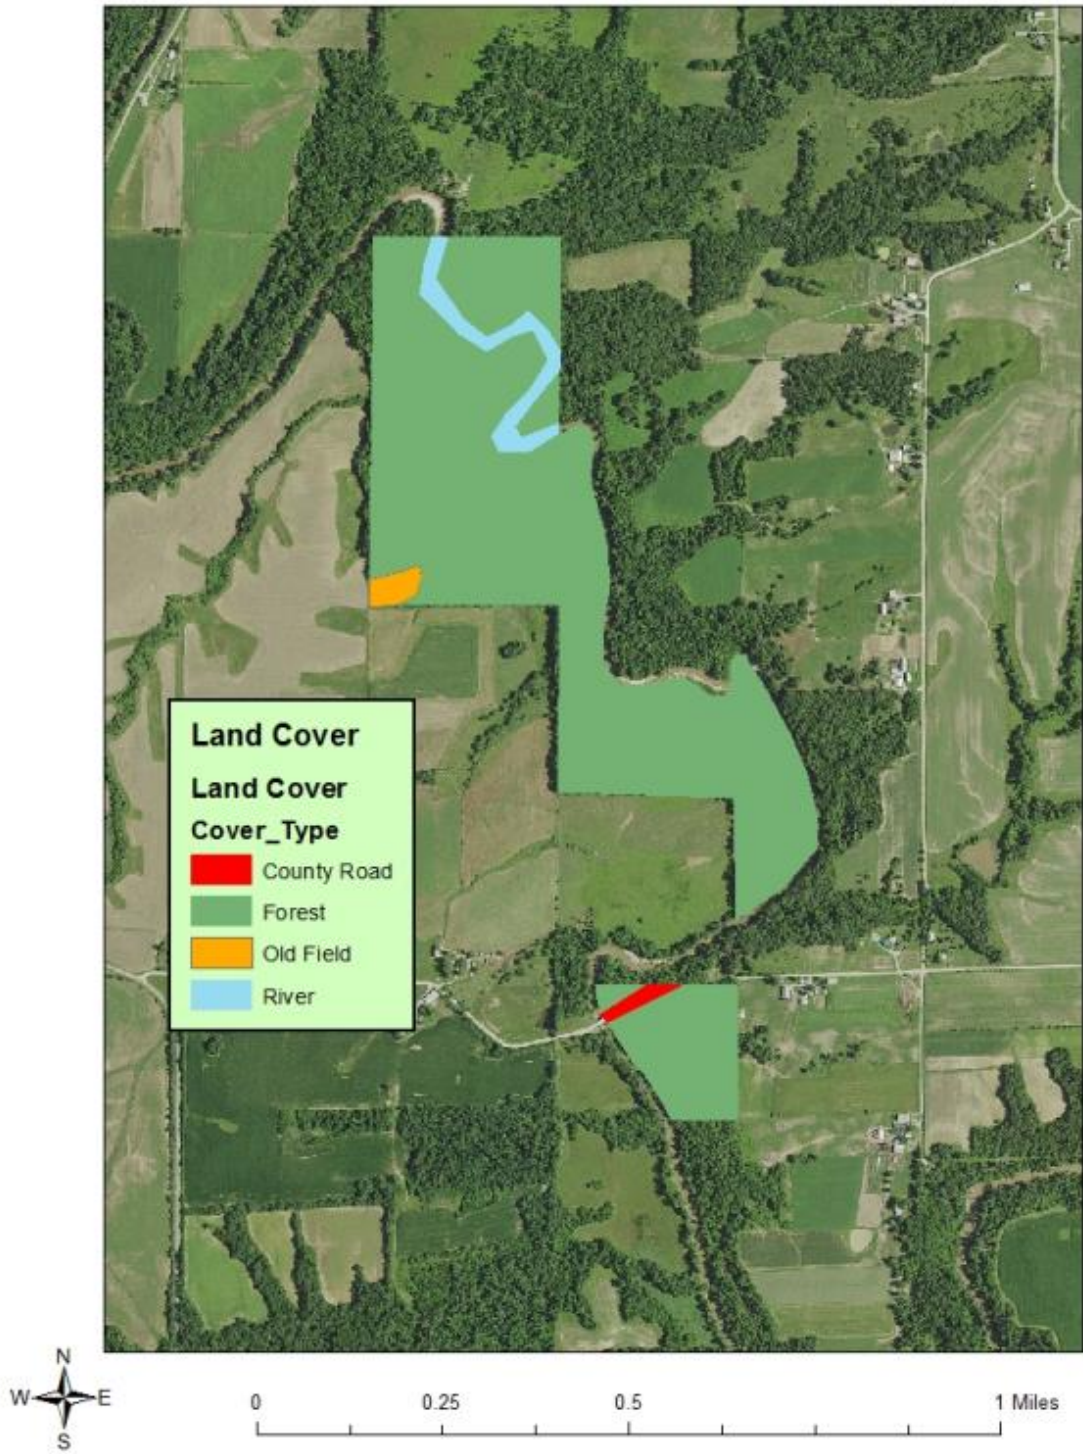 Land Cover
Land Cover
Cover_Type
County Road
Forest
Old Field
River
N
W E
S
0 0.25 0.5 1 Miles